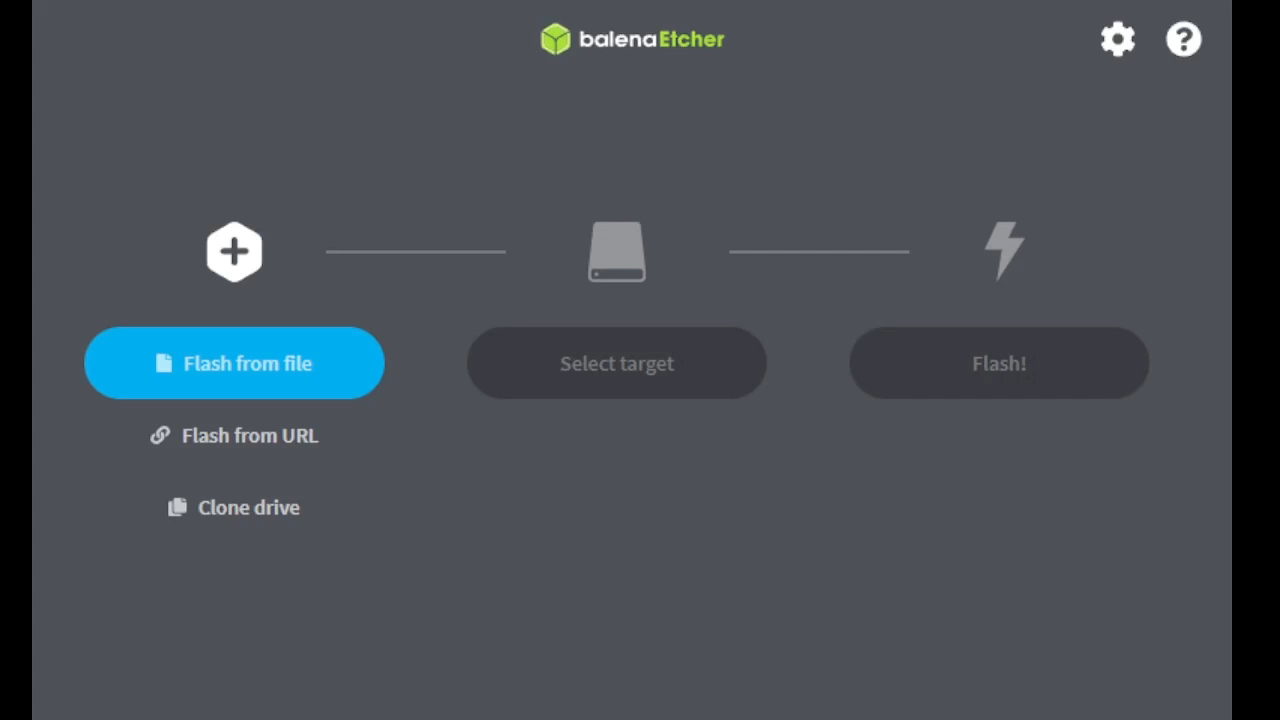 balenaEtcher
Flash from file
Select target
Flash!
Flash from URL
Clone drive